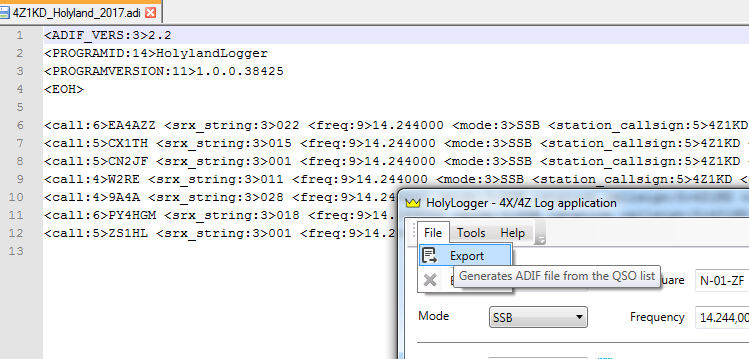 4Z1KD_Holyland_2017.adi
1 <ADIF_VERS:3>2.2
2 <PROGRAMID:14>HolylandLogger
3 <PROGRAMVERSION:11>1.0.0.38425
4 <EOH>
5
6 <call:6>EA4AZZ <srx_string:3>022 <freq:9>14.244000 <mode:3>SSB <station_callsign:5>4Z1KD <
7 <call:5>CX1TH <srx_string:3>015 <freq:9>14.244000 <mode:3>SSB <station_callsign:5>4Z1KD <
8 <call:5>CN2JF <srx_string:3>001 <freq:9>14.244000 <mode:3>SSB <station_callsign:5>4Z1KD <
9 <call:4>W2RE <srx_string:3>011 <freq:9>14.244000 <mode:3>SSB <station_callsign:5>4Z1KD <
10 <call:4>9A4A <srx_string:3>028 <freq:9>14.
11 <call:6>PY4HGM <srx_string:3>018 <freq:9>14.
12 <call:5>ZS1HL <srx_string:3>001 <freq:9>14.2
13
HolyLogger - 4X/4Z Log application
File Tools Help
Export
Generates ADIF file from the QSO list
uare N-01-ZF
Mode SSB Frequency 14.244,00